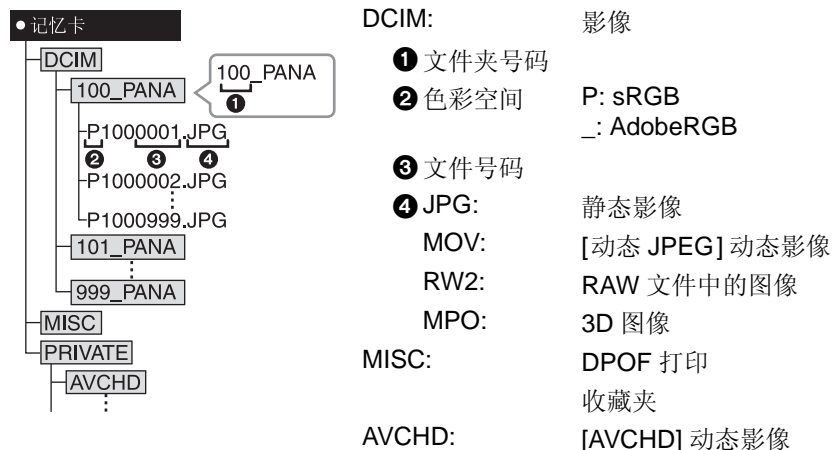 ●记忆卡
DCIM
100_PANA
100_PANA
❶
P1000001.JPG
❷ ❸ ❹
P1000002.JPG
P1000999.JPG
101_PANA
999_PANA
MISC
PRIVATE
AVCHD
DCIM: 影像
❶ 文件夹号码
❷ 色彩空间 P: sRGB
_: AdobeRGB
❸ 文件号码
❹ JPG: 静态影像
MOV: [动态 JPEG] 动态影像
RW2: RAW 文件中的图像
MPO: 3D 图像
MISC: DPOF 打印
收藏夹
AVCHD: [AVCHD] 动态影像